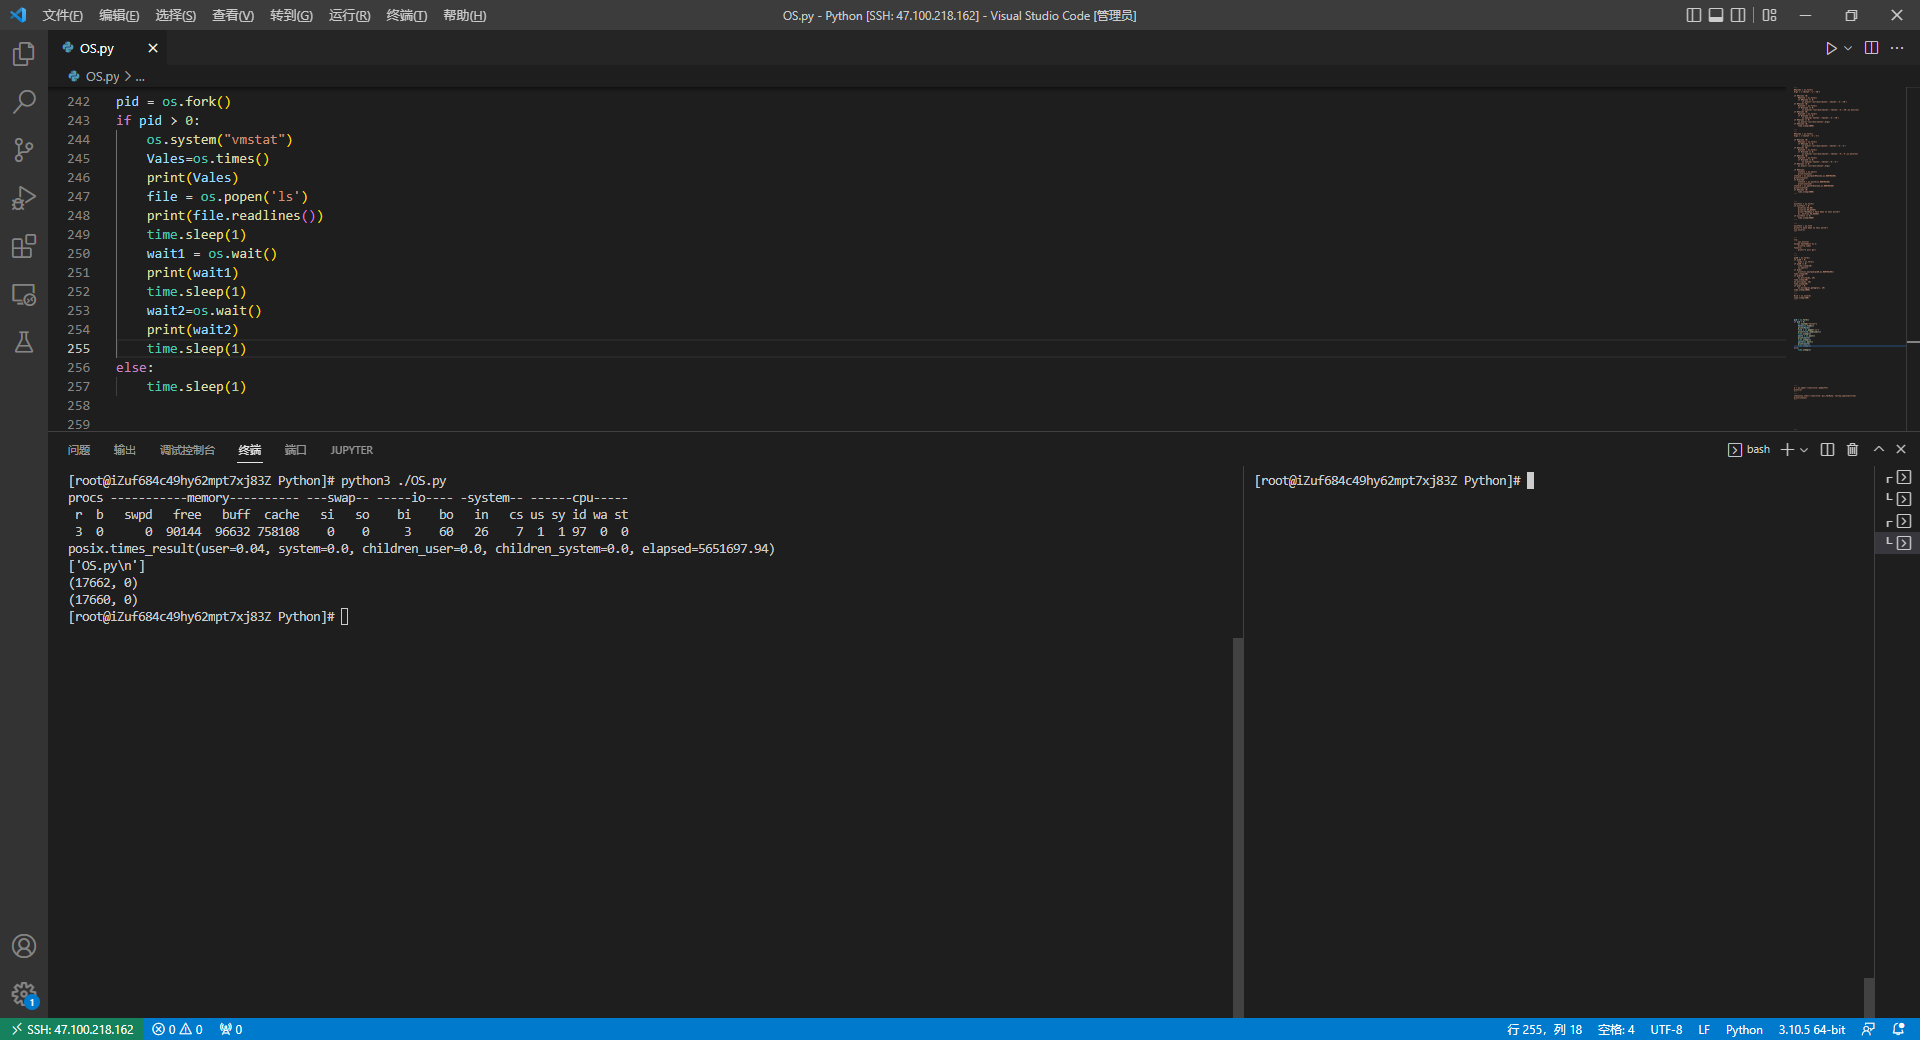 文件(F) 编辑(E) 选择(S) 查看(V) 转到(G) 运行(R) 终端(T) 帮助(H) OS.py - Python [SSH: 47.100.218.162] - Visual Studio Code [管理员]
OS.py
OS.py > ...
242 pid = os.fork()
243 if pid > 0:
244 os.system("vmstat")
245 Vales=os.times()
246 print(Vales)
247 file = os.popen('ls')
248 print(file.readlines())
249 time.sleep(1)
250 wait1 = os.wait()
251 print(wait1)
252 time.sleep(1)
253 wait2=os.wait()
254 print(wait2)
255 time.sleep(1)
256 else:
257 time.sleep(1)
258
259
问题 输出 调试控制台 终端 端口 JUPYTER bash
[root@iZuf684c49hy62mpt7xj83Z Python]# python3 ./OS.py
procs -----------memory---------- ---swap-- -----io---- -system-- ------cpu-----
r b swpd free buff cache si so bi bo in cs us sy id wa st
3 0 0 90144 96632 758108 0 0 3 60 26 7 1 1 97 0 0
posix.times_result(user=0.04, system=0.0, children_user=0.0, children_system=0.0, elapsed=5651697.94)
['OS.py\n']
(17662, 0)
(17660, 0)
[root@iZuf684c49hy62mpt7xj83Z Python]#
[root@iZuf684c49hy62mpt7xj83Z Python]#
1
SSH: 47.100.218.162 0 0 0 行 255，列 18 空格: 4 UTF-8 LF Python 3.10.5 64-bit